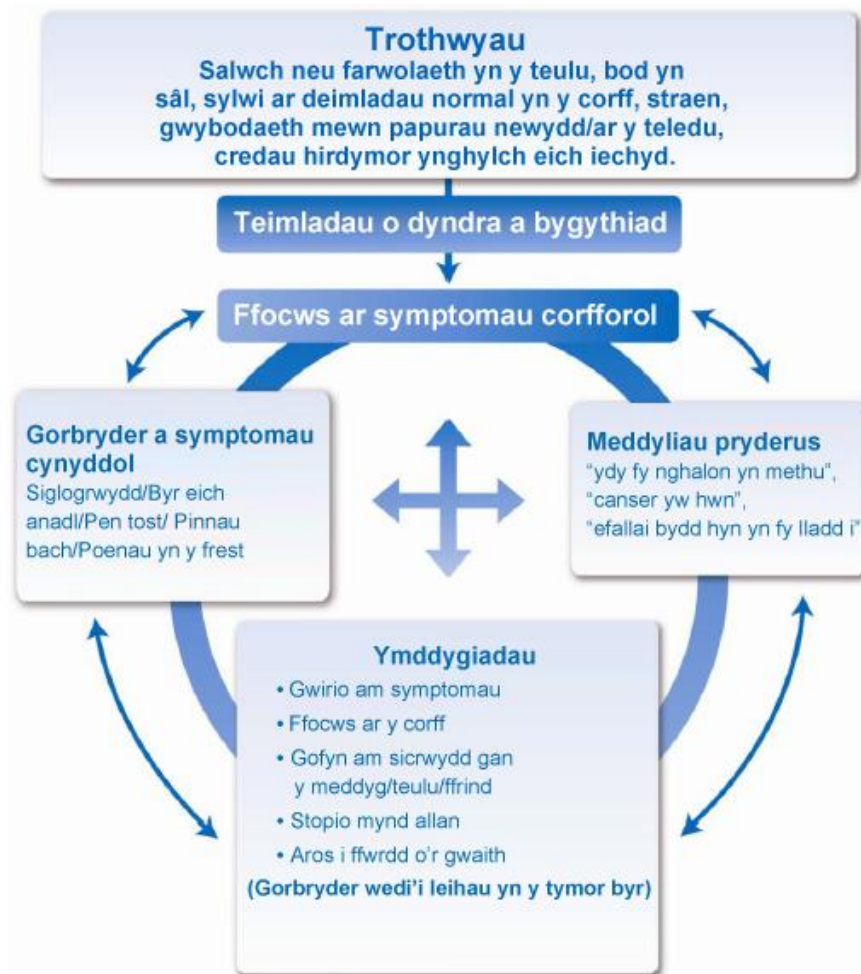 Trothwyau
Salwch neu farwolaeth yn y teulu, bod yn
sâl, sylwi ar deimladau normal yn y corff, straen,
gwybodaeth mewn papurau newydd/ar y teledu,
credau hirdymor ynghylch eich iechyd.
Teimladau o dyndra a bygythiad
Ffocws ar symptomau corfforol
Gorbryder a symptomau
cynyddol
Siglogrwydd/Byr eich
anadl/Pen tost/ Pinnau
bach/Poenau yn y frest
Meddyliau pryderus
“ydy fy nghalon yn methu”,
“canser yw hwn”,
“efallai bydd hyn yn fy lladd i”
Ymddygiadau
• Gwirio am symptomau
• Ffocws ar y corff
• Gofyn am sicrwydd gan
y meddyg/teulu/ffrind
• Stopio mynd allan
• Aros i ffwrdd o’r gwaith
(Gorbryder wedi’i leihau yn y tymor byr)